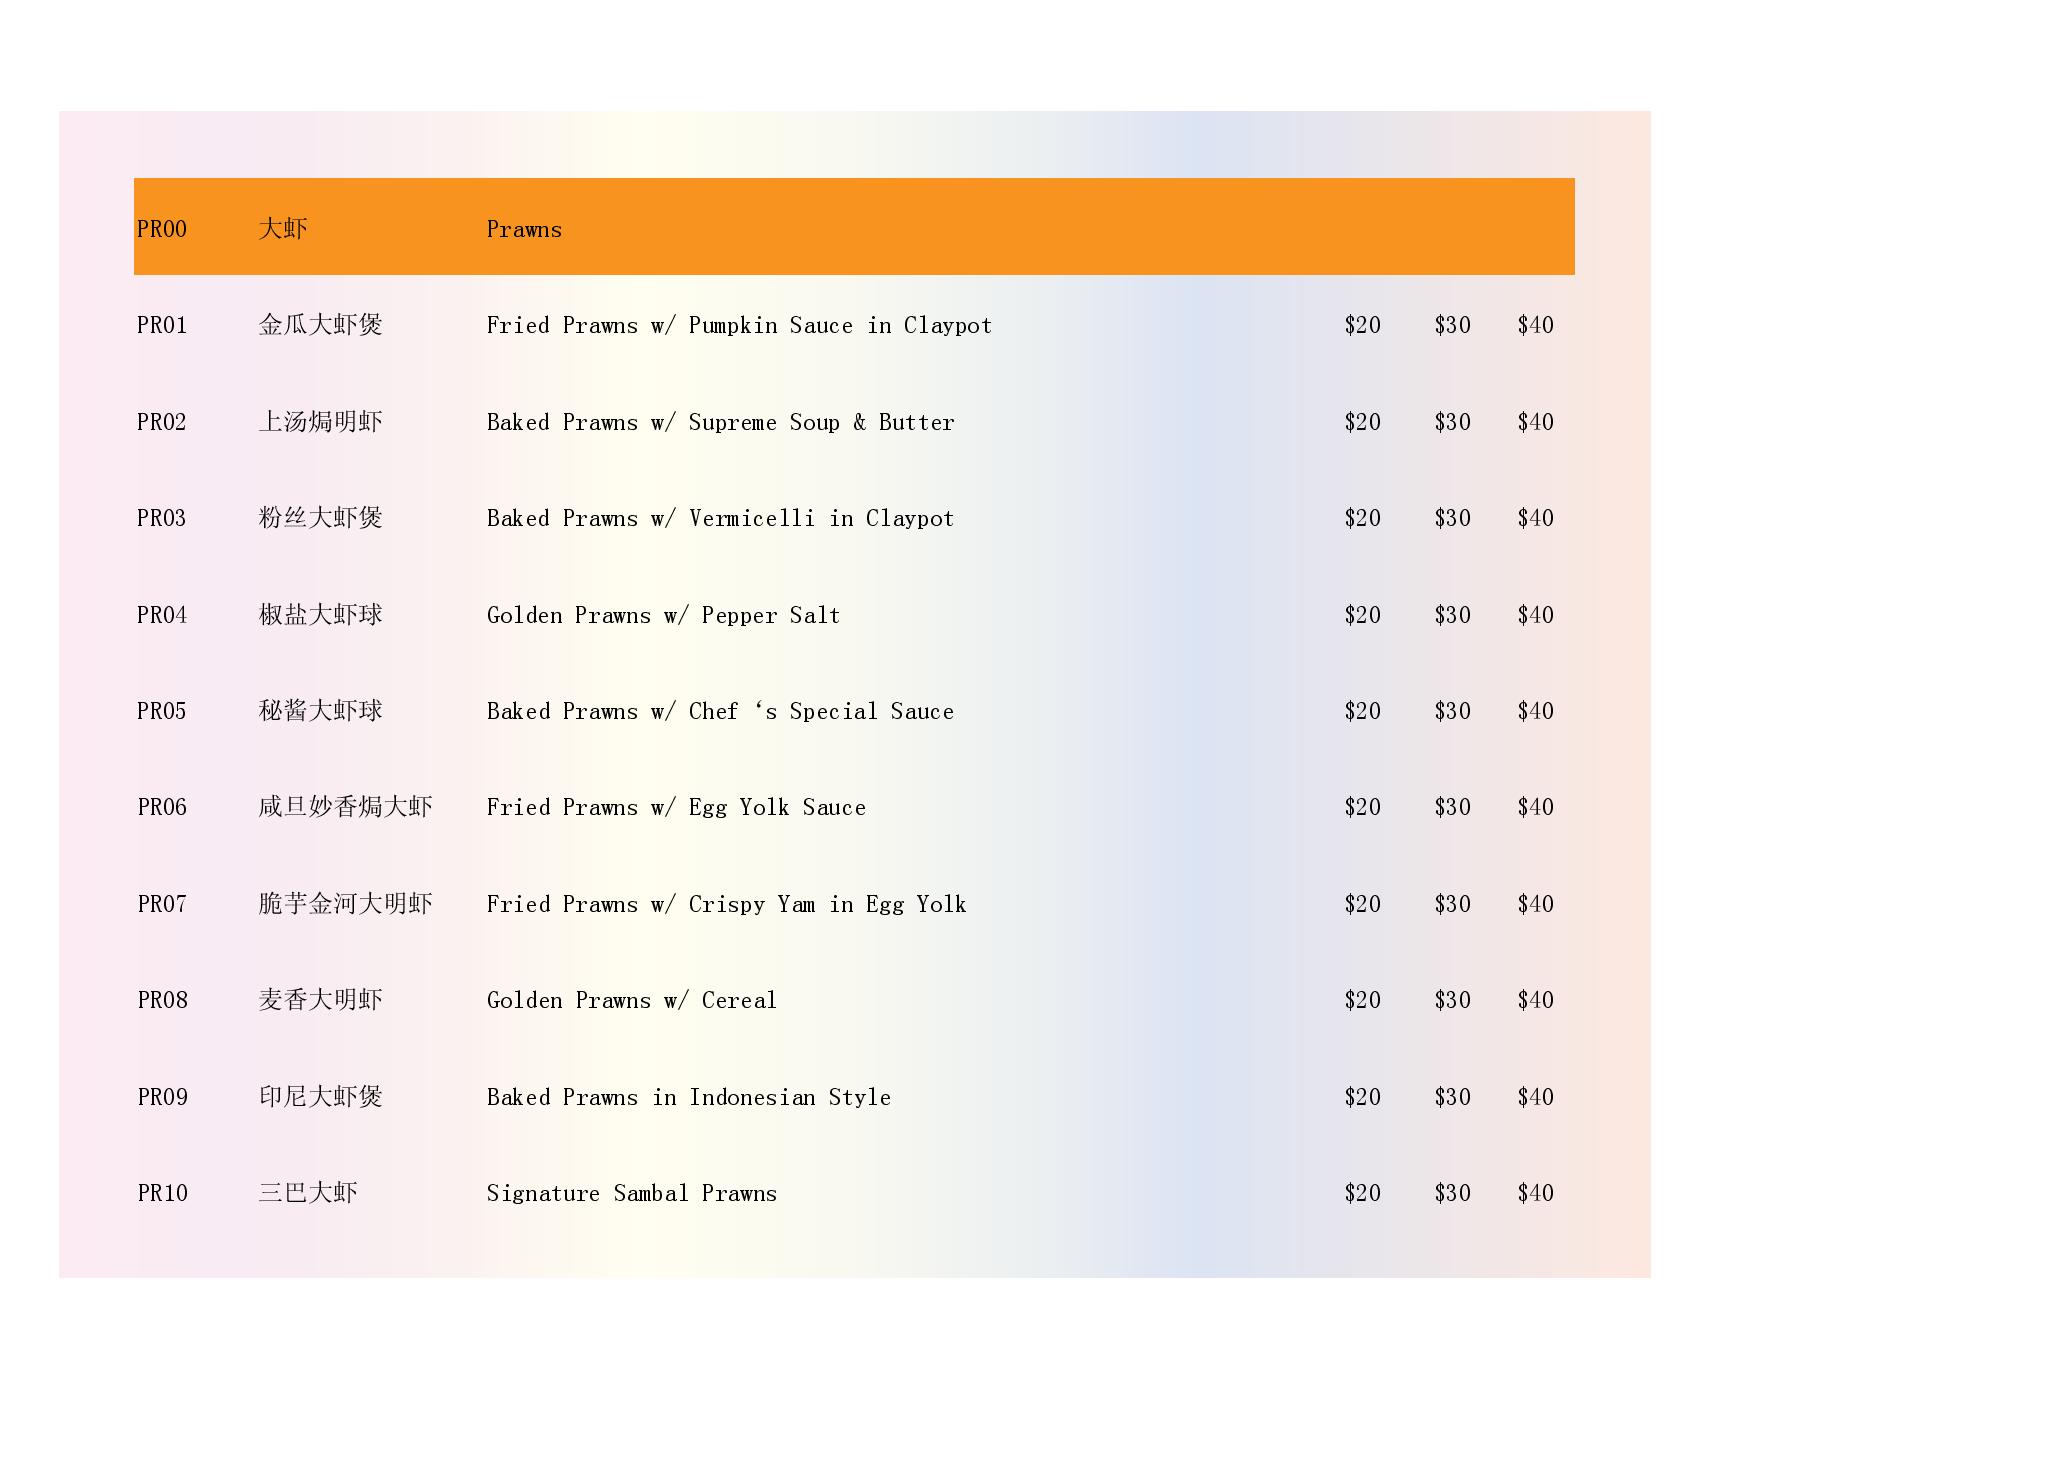 PR00 大虾 Prawns
PR01 金瓜大虾煲 Fried Prawns w/ Pumpkin Sauce in Claypot $20 $30 $40
PR02 上汤焗明虾 Baked Prawns w/ Supreme Soup & Butter $20 $30 $40
PR03 粉丝大虾煲 Baked Prawns w/ Vermicelli in Claypot $20 $30 $40
PR04 椒盐大虾球 Golden Prawns w/ Pepper Salt $20 $30 $40
PR05 秘酱大虾球 Baked Prawns w/ Chef ‘s Special Sauce $20 $30 $40
PR06 咸旦妙香焗大虾 Fried Prawns w/ Egg Yolk Sauce $20 $30 $40
PR07 脆芋金河大明虾 Fried Prawns w/ Crispy Yam in Egg Yolk $20 $30 $40
PR08 麦香大明虾 Golden Prawns w/ Cereal $20 $30 $40
PR09 印尼大虾煲 Baked Prawns in Indonesian Style $20 $30 $40
PR10 三巴大虾 Signature Sambal Prawns $20 $30 $40